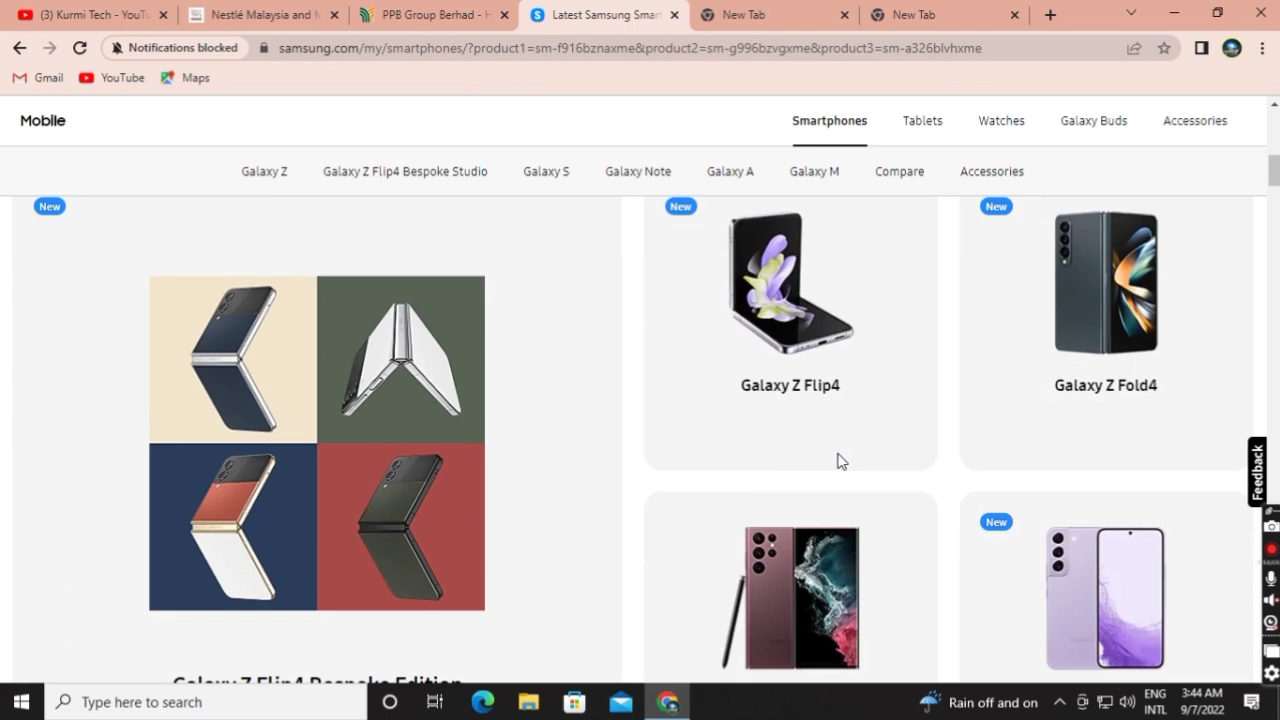 (3) Kurmi Tech - YouTu
Nestlé Malaysia and M
PPB Group Berhad - H
Latest Samsung Smar
New Tab
New Tab
Notifications blocked
samsung.com/my/smartphones/?product1=sm-f916bznaxme&product2=sm-g996bzvgxme&product3=sm-a326blvhxme
Gmail
YouTube
Maps
Mobile
Smartphones
Tablets
Watches
Galaxy Buds
Accessories
Galaxy Z
Galaxy Z Flip4 Bespoke Studio
Galaxy S
Galaxy Note
Galaxy A
Galaxy M
Compare
Accessories
New
New
New
Galaxy Z Flip4
Galaxy Z Fold4
Feedback
New
Galaxy Z Flip4 Bespoke Edition
Type here to search
Rain off and on
ENG
INTL
3:44 AM
9/7/2022